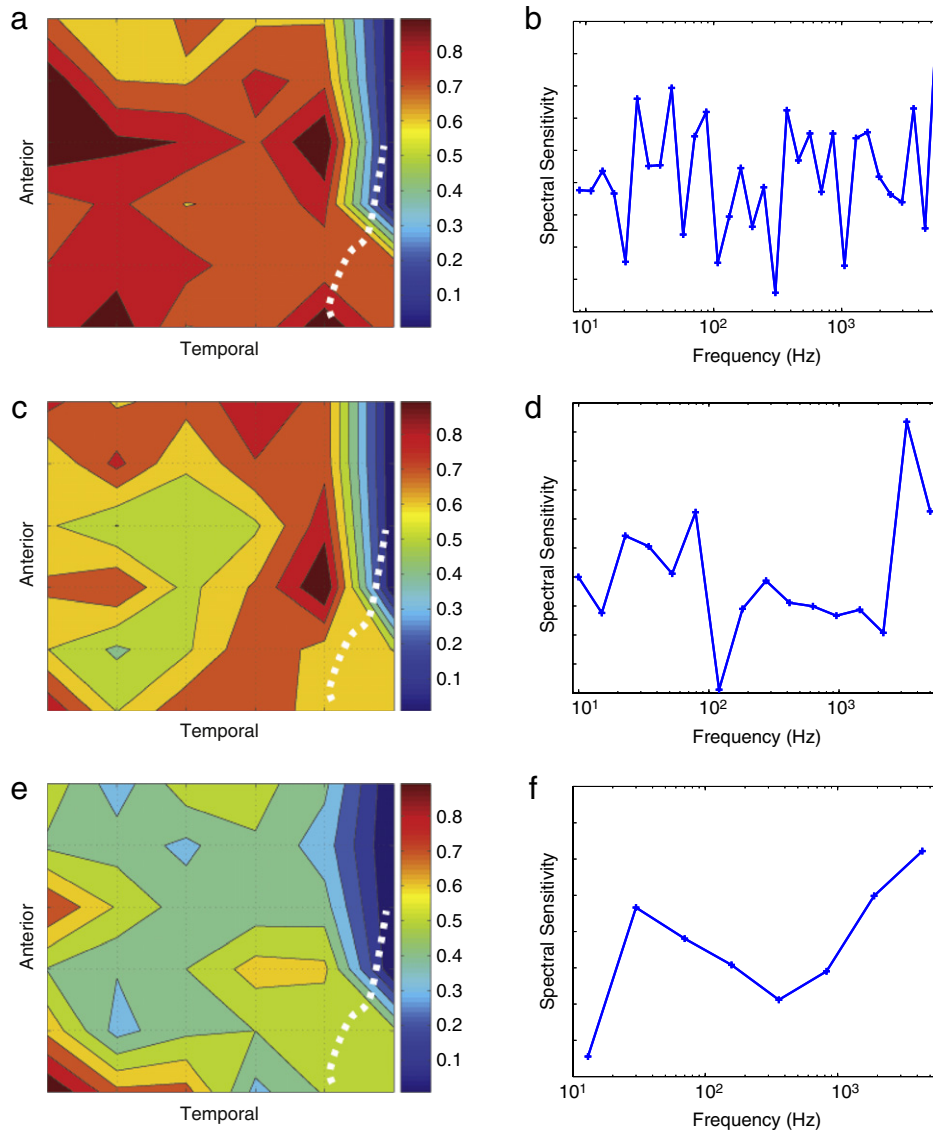 a
Anterior
Temporal
0.8
0.7
0.6
0.5
0.4
0.3
0.2
0.1
b
Spectral Sensitivity
10¹ 10² 10³
Frequency (Hz)
c
Anterior
Temporal
0.8
0.7
0.6
0.5
0.4
0.3
0.2
0.1
d
Spectral Sensitivity
10¹ 10² 10³
Frequency (Hz)
e
Anterior
Temporal
0.8
0.7
0.6
0.5
0.4
0.3
0.2
0.1
f
Spectral Sensitivity
10¹ 10² 10³
Frequency (Hz)